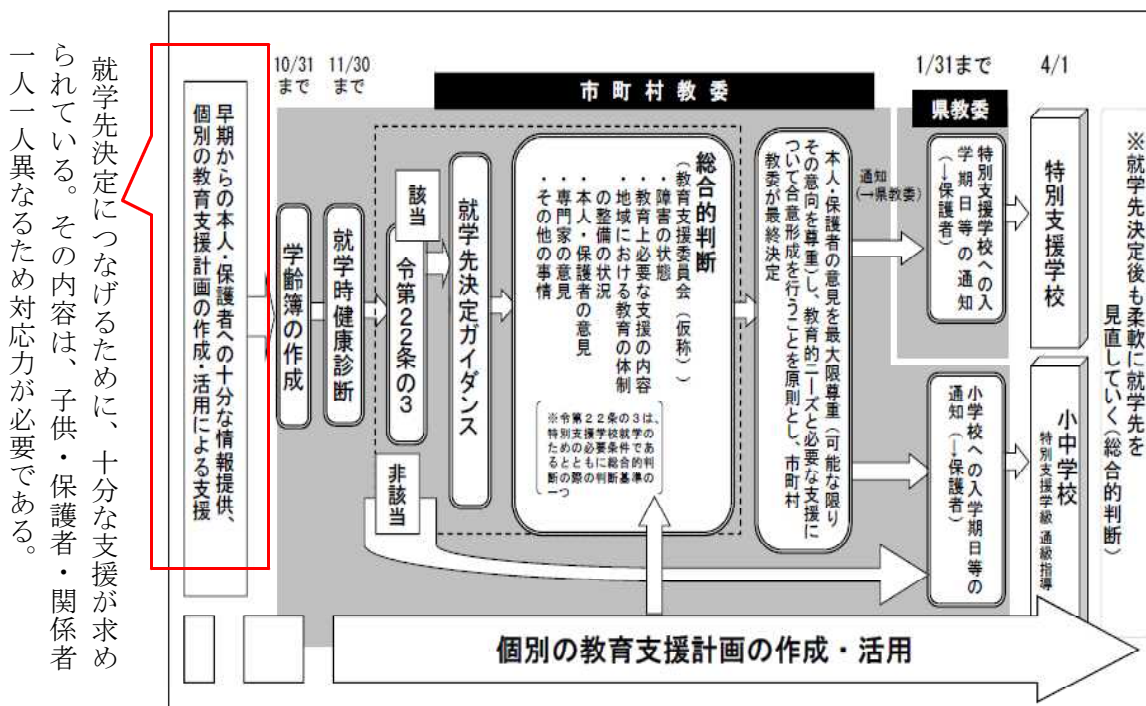 就学先決定につなげるために、十分な支援が求め
られている。その内容は、子供・保護者・関係者
一人一人異なるため対応力が必要である。
早期からの本人・保護者への十分な情報提供、
個別の教育支援計画の作成・活用による支援
10/31
まで
11/30
まで
市町村教委
1/31まで
4/1
県教委
学齢簿の作成
就学時健康診断
該当
令第２２条の３
非該当
就学先決定ガイダンス
総合的判断
（教育支援委員会（仮称））
・障害の状態
・教育上必要な支援の内容
・地域における教育の体制
の整備の状況
・本人・保護者の意見
・専門家の意見
・その他の事情
※令第２２条の３は、
特別支援学校就学の
ための必要条件であ
るとともに総合的判
断の際の判断基準の
一つ
本人・保護者の意見を最大限尊重（可能な限り
その意向を尊重）し、教育的ニーズと必要な支援に
ついて合意形成を行うことを原則とし、市町村
教委が最終決定
通知
（→県教委）
特別支援学校への入
学期日等の通知
（→保護者）
小学校への入学期日等の
通知（→保護者）
特別支援学校
小中学校
特別支援学級 通級指導
※就学先決定後も柔軟に就学先を
見直していく（総合的判断）
個別の教育支援計画の作成・活用